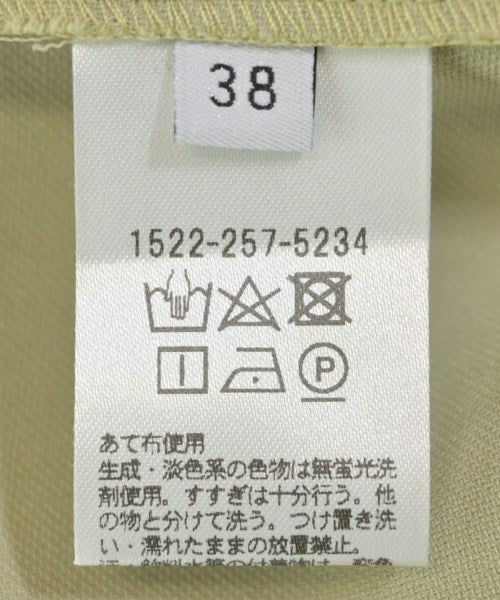 38
1522-257-5234
P
あて布使用
生成・淡色系の色物は無蛍光洗
剤使用。すすぎは十分行う。他
の物と分けて洗う。つけ置き洗
い・濡れたままの放置禁止。